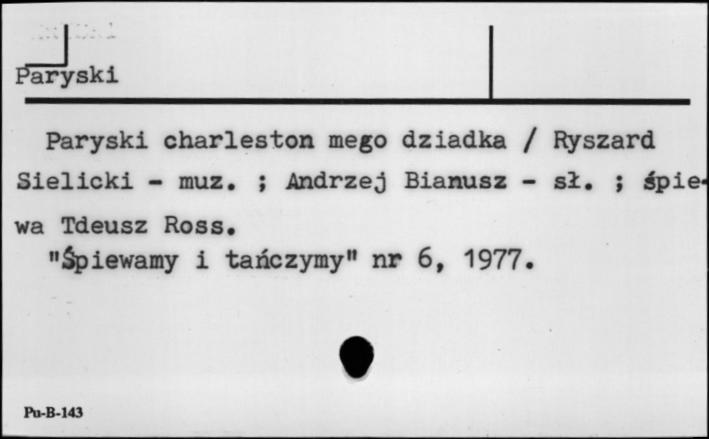 Paryski
Paryski charleston mego dziadka / Ryszard
Sielicki - muz. ; Andrzej Bianusz - sł. ; śpie-
wa Tdeusz Ross.
"Śpiewamy i tańczymy" nr 6, 1977.
Pu-B-143